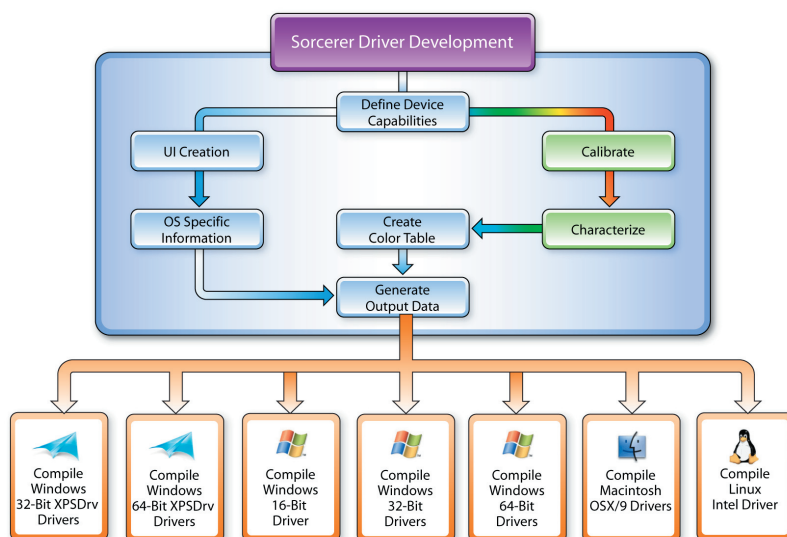 Sorcerer Driver Development
Define Device
Capabilities
UI Creation
Calibrate
OS Specific
Information
Create
Color Table
Characterize
Generate
Output Data
Compile
Windows
32-Bit XPSDrv
Drivers
Compile
Windows
64-Bit XPSDrv
Drivers
Compile
Windows
16-Bit
Driver
Compile
Windows
32-Bit
Drivers
Compile
Windows
64-Bit
Drivers
Compile
Macintosh
OSX/9 Drivers
Compile
Linux
Intel Driver